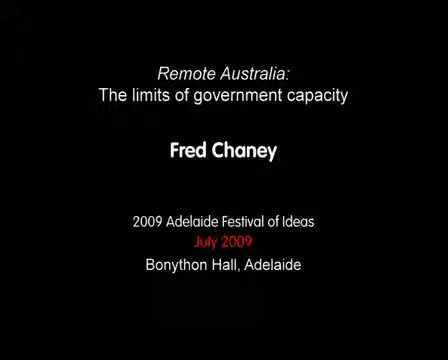 Remote Australia:
The limits of government capacity
Fred Chaney
2009 Adelaide Festival of Ideas
July 2009
Bonython Hall, Adelaide